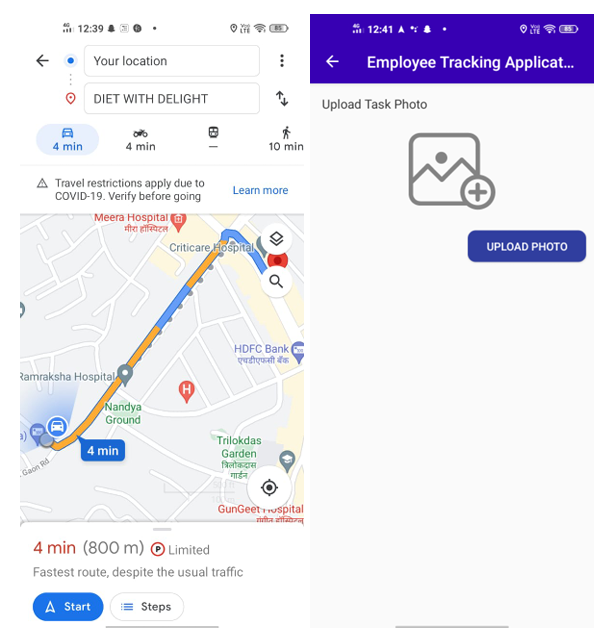 12:39
85
Your location
DIET WITH DELIGHT
4 min
4 min
—
10 min
Travel restrictions apply due to
COVID-19. Verify before going
Learn more
Meera Hospital
मीरा हॉस्पिटल
Criticare Hospital
HDFC Bank
एचडीएफसी बैंक
Ramraksha Hospital
H
Nandya
Ground
4 min
Gaon Rd
Trilokdas
Garden
त्रिलोकदास
गार्डन
GunGeet Hospital
गुंगीत हॉस्पिटल
4 min (800 m) P Limited
Fastest route, despite the usual traffic
Start
Steps
12:41
85
Employee Tracking Applicat...
Upload Task Photo
UPLOAD PHOTO